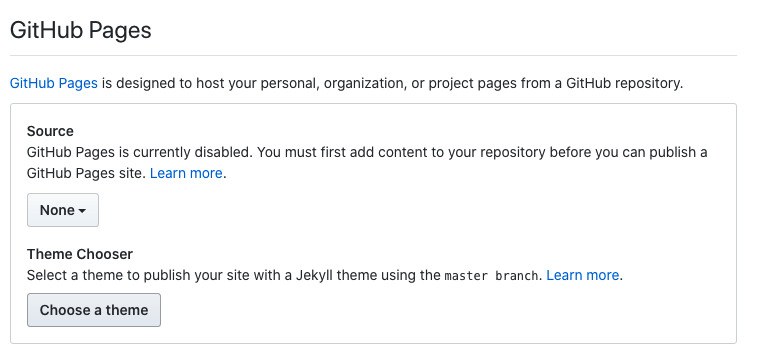 GitHub Pages
GitHub Pages is designed to host your personal, organization, or project pages from a GitHub repository.
Source
GitHub Pages is currently disabled. You must first add content to your repository before you can publish a
GitHub Pages site. Learn more.
None
Theme Chooser
Select a theme to publish your site with a Jekyll theme using the master branch. Learn more.
Choose a theme